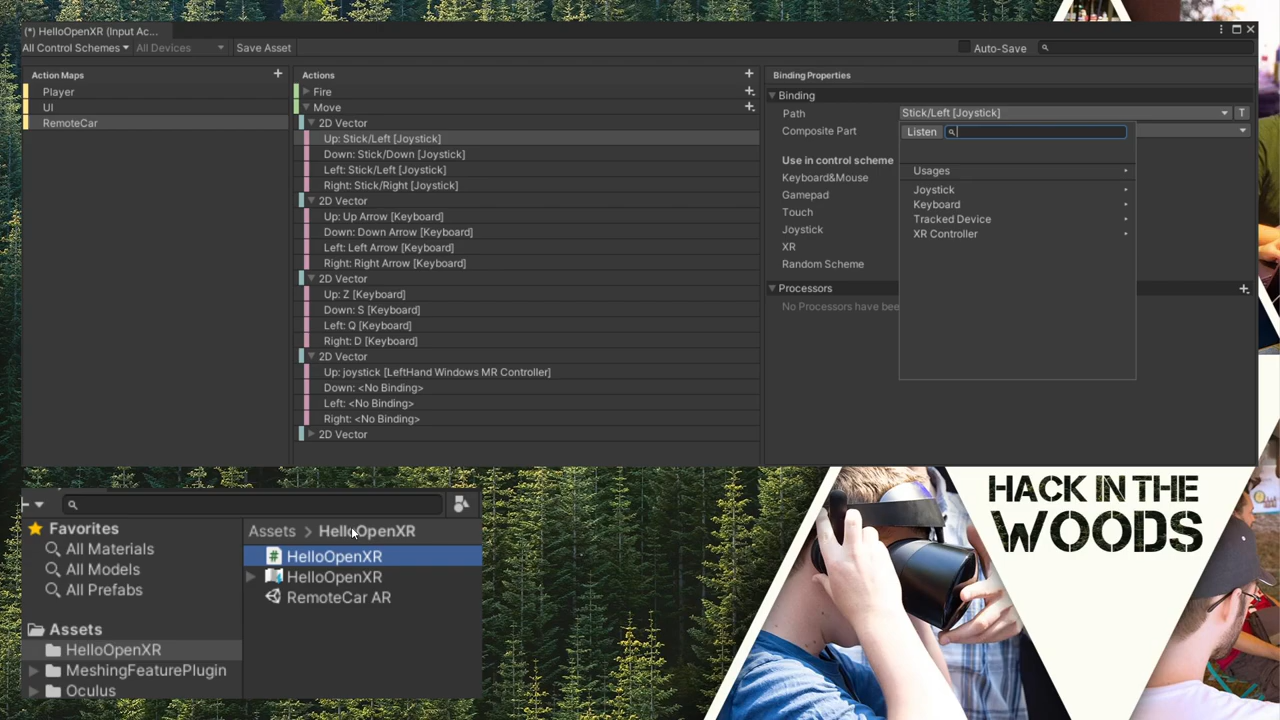 (*) HelloOpenXR (Input Ac...
All Control Schemes All Devices Save Asset Auto-Save
Action Maps
Player
UI
RemoteCar
Actions
Fire
Move
2D Vector
Up: Stick/Left [Joystick]
Down: Stick/Down [Joystick]
Left: Stick/Left [Joystick]
Right: Stick/Right [Joystick]
2D Vector
Up: Up Arrow [Keyboard]
Down: Down Arrow [Keyboard]
Left: Left Arrow [Keyboard]
Right: Right Arrow [Keyboard]
2D Vector
Up: Z [Keyboard]
Down: S [Keyboard]
Left: Q [Keyboard]
Right: D [Keyboard]
2D Vector
Up: joystick [LeftHand Windows MR Controller]
Down: <No Binding>
Left: <No Binding>
Right: <No Binding>
2D Vector
Binding Properties
Binding
Path Stick/Left [Joystick] T
Composite Part
Listen
Usages
Joystick
Keyboard
Tracked Device
XR Controller
Use in control scheme
Keyboard&Mouse
Gamepad
Touch
Joystick
XR
Random Scheme
Processors
No Processors have bee
Favorites
All Materials
All Models
All Prefabs
Assets
HelloOpenXR
MeshingFeaturePlugin
Oculus
Assets > HelloOpenXR
HelloOpenXR
HelloOpenXR
RemoteCar AR
HACK IN THE
WOODS